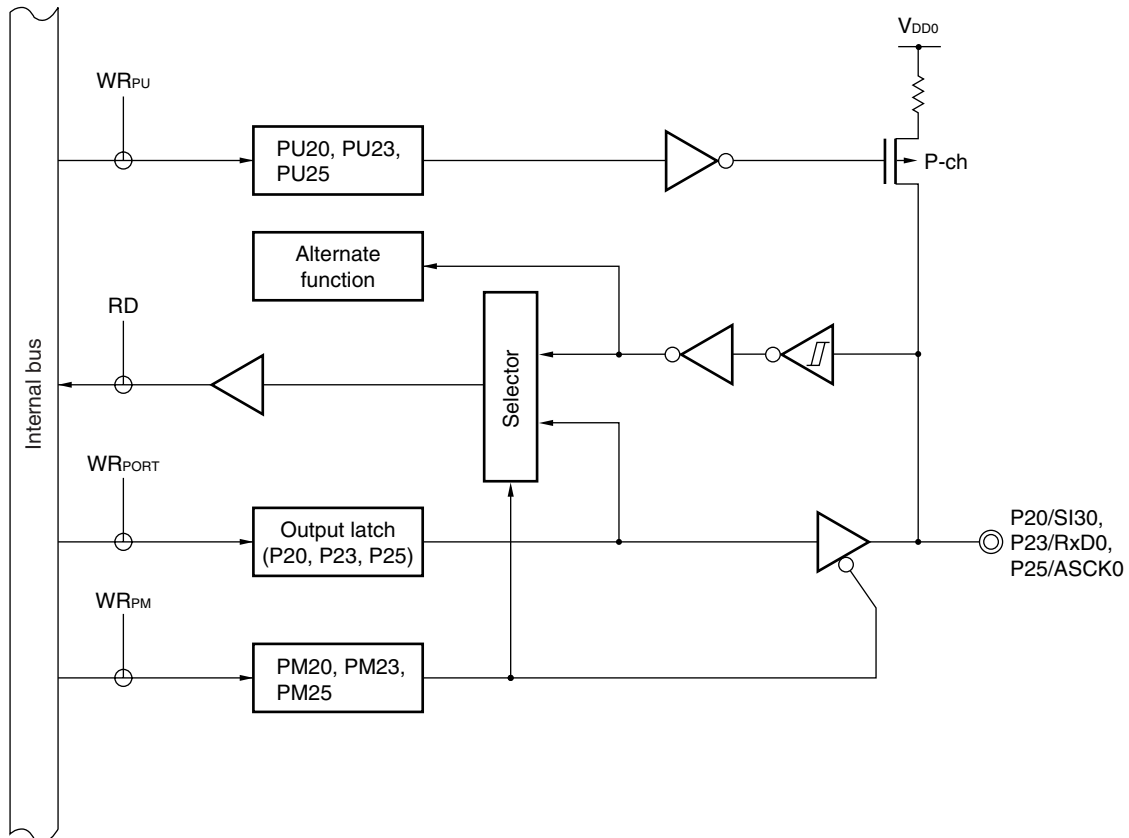 VDD0
WRPU
PU20, PU23,
PU25
P-ch
Alternate
function
RD
Selector
Internal bus
WRPORT
Output latch
(P20, P23, P25)
P20/SI30,
P23/RxD0,
P25/ASCK0
WRPM
PM20, PM23,
PM25